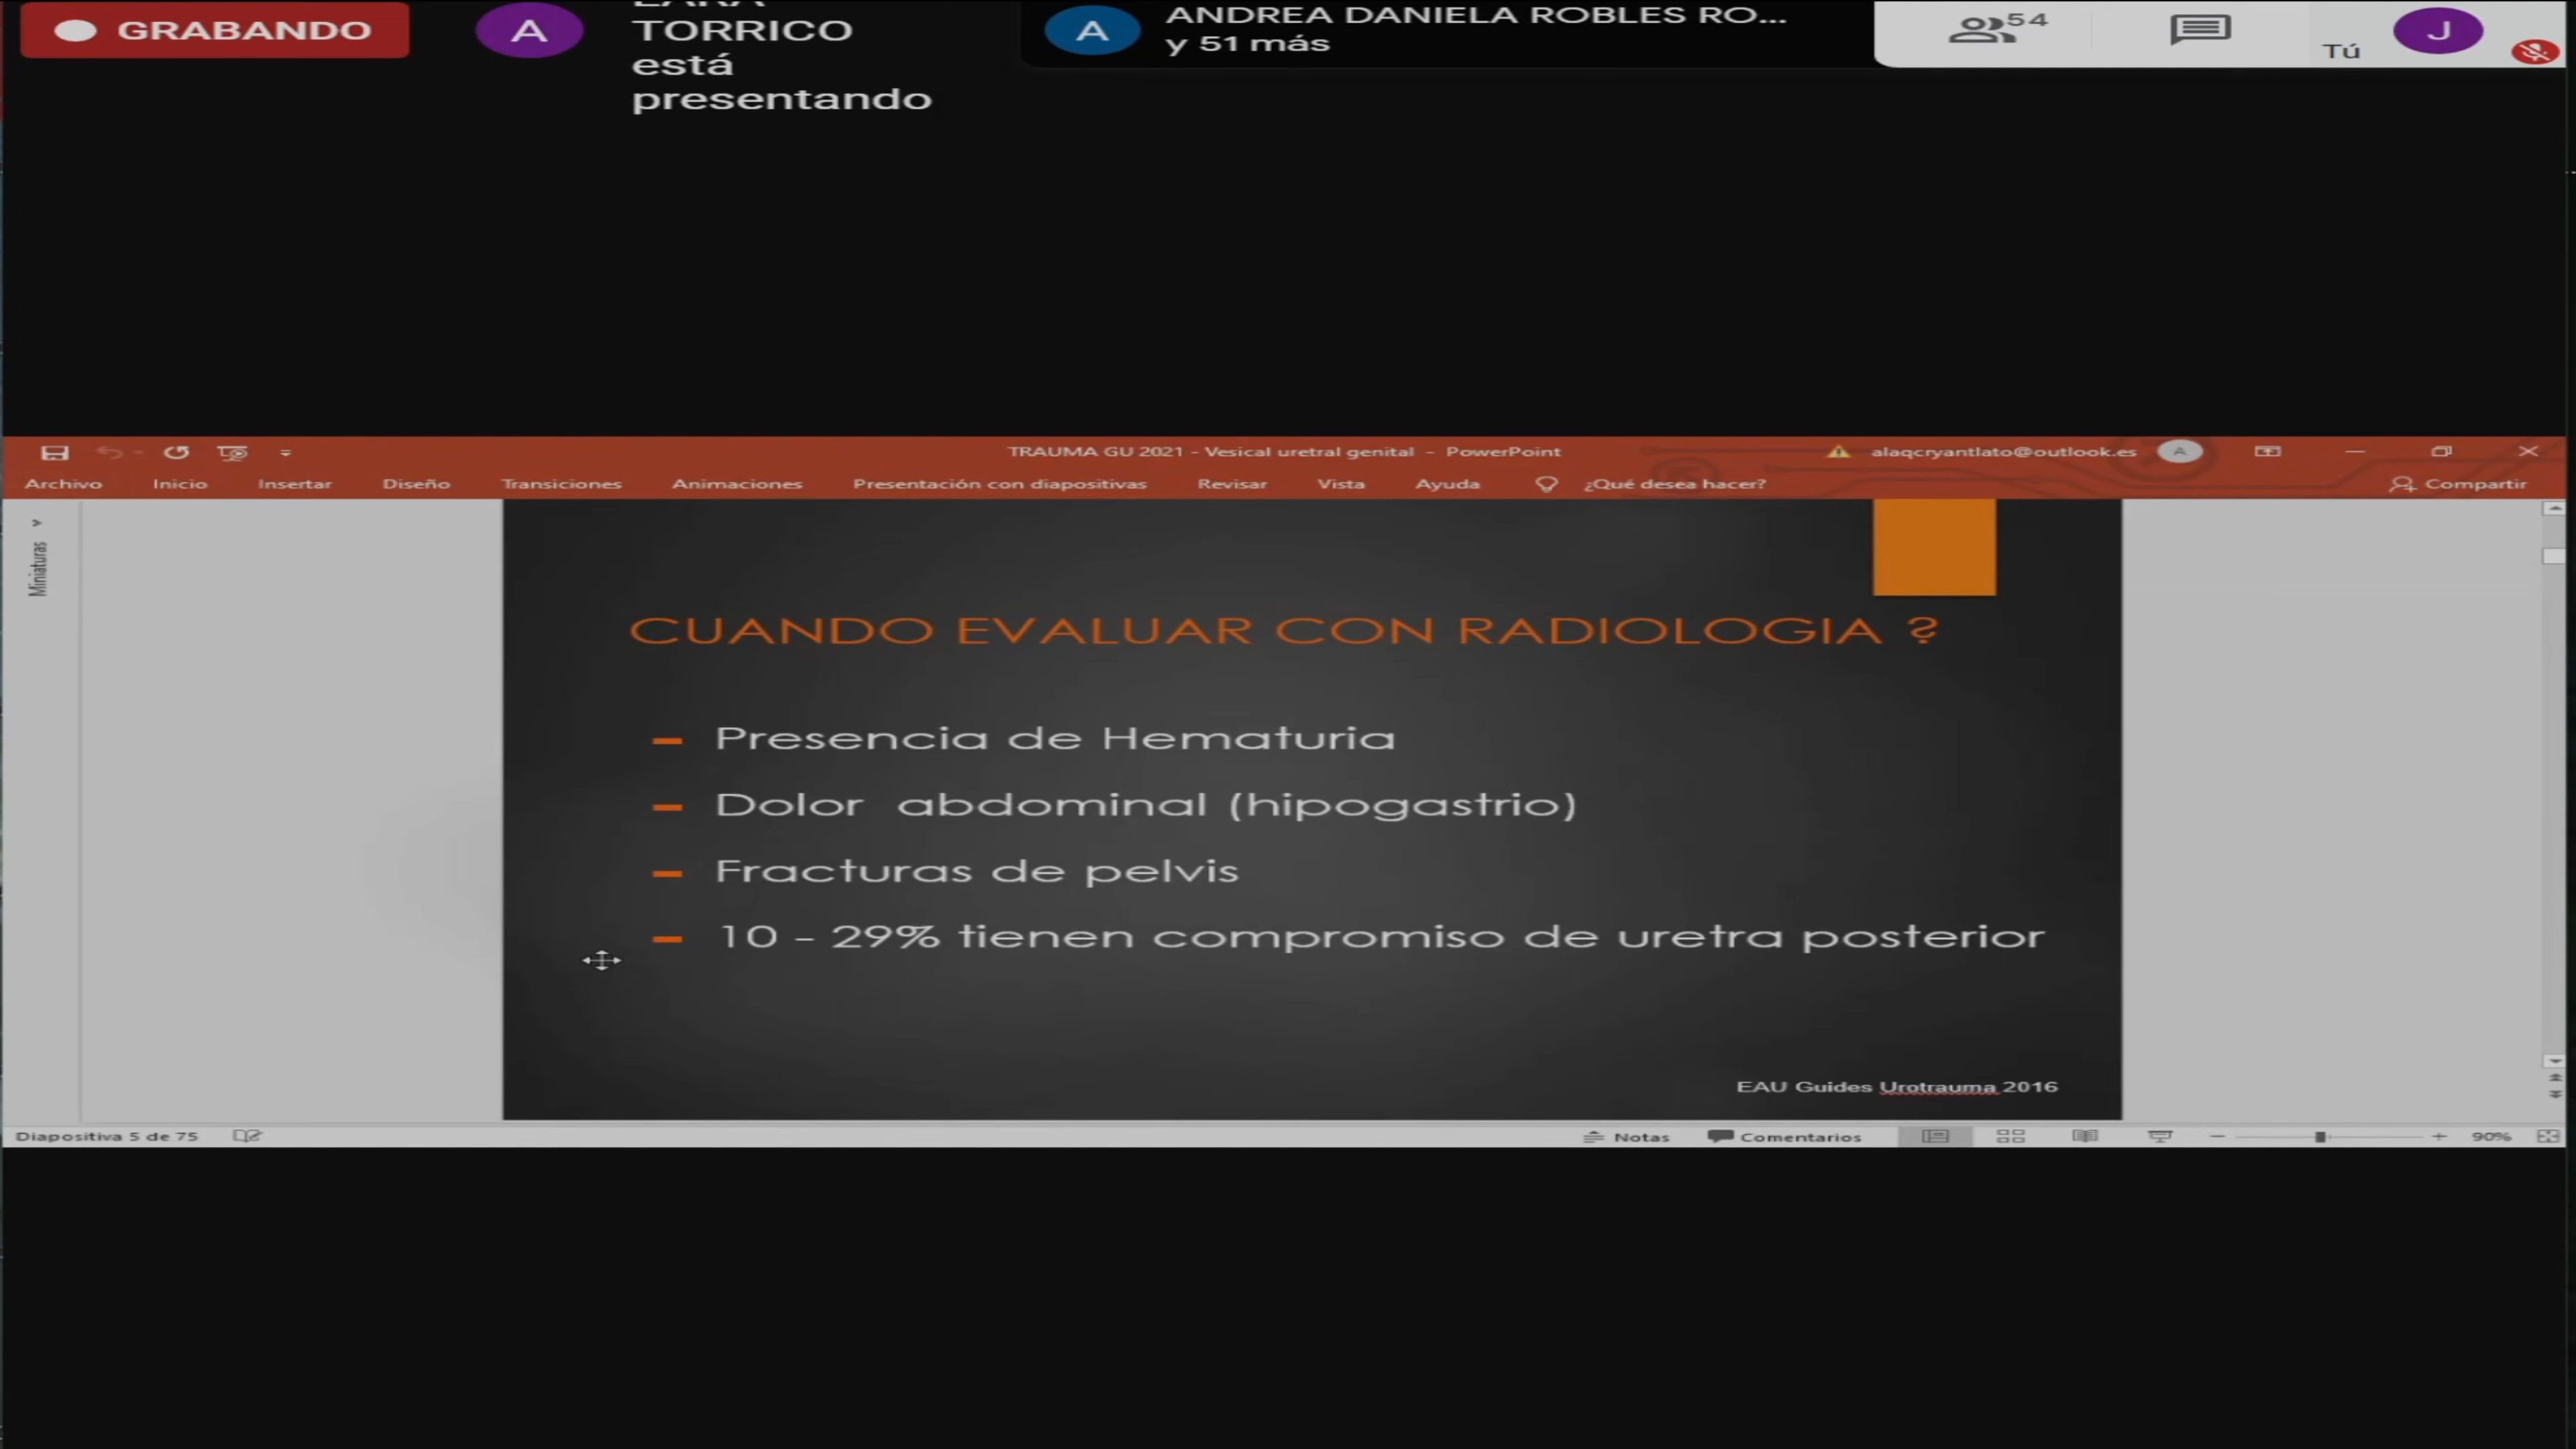 GRABANDO
A
TORRICO
está
presentando
A
ANDREA DANIELA ROBLES RO...
y 51 más
54
Tú
J
TRAUMA GU 2021 - Vesical uretral genital - PowerPoint
alaqcryantlato@outlook.es
A
Archivo Inicio Insertar Diseño Transiciones Animaciones Presentación con diapositivas Revisar Vista Ayuda ¿Qué desea hacer? Compartir
Miniaturas
CUANDO EVALUAR CON RADIOLOGIA ?
Presencia de Hematuria
Dolor abdominal (hipogastrio)
Fracturas de pelvis
10 - 29% tienen compromiso de uretra posterior
EAU Guides Urotrauma 2016
Diapositiva 5 de 75 Notas Comentarios 90%